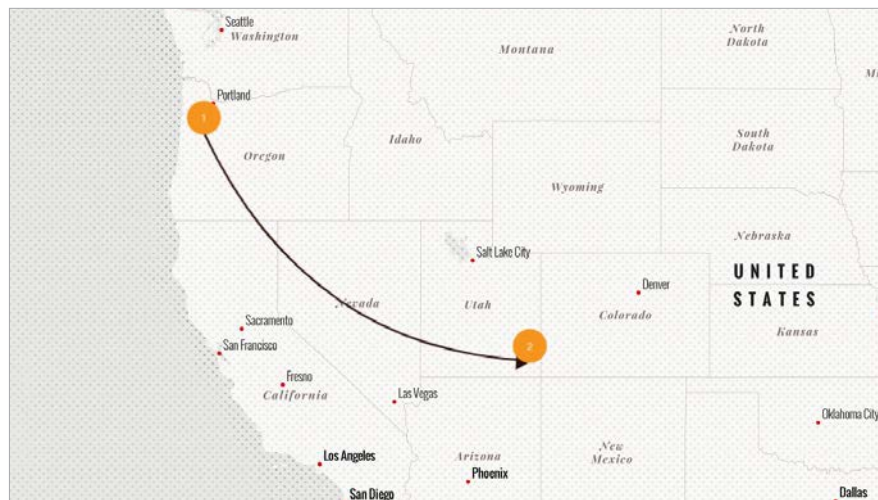 Seattle
Washington
Montana
North
Dakota
Portland
1
Oregon
Idaho
South
Dakota
Wyoming
Nebraska
Salt Lake City
UNITED
STATES
Denver
Nevada
Utah
Colorado
Kansas
Sacramento
San Francisco
2
Fresno
California
Las Vegas
Oklahoma City
Los Angeles
Arizona
New
Mexico
Phoenix
San Diego
Dallas